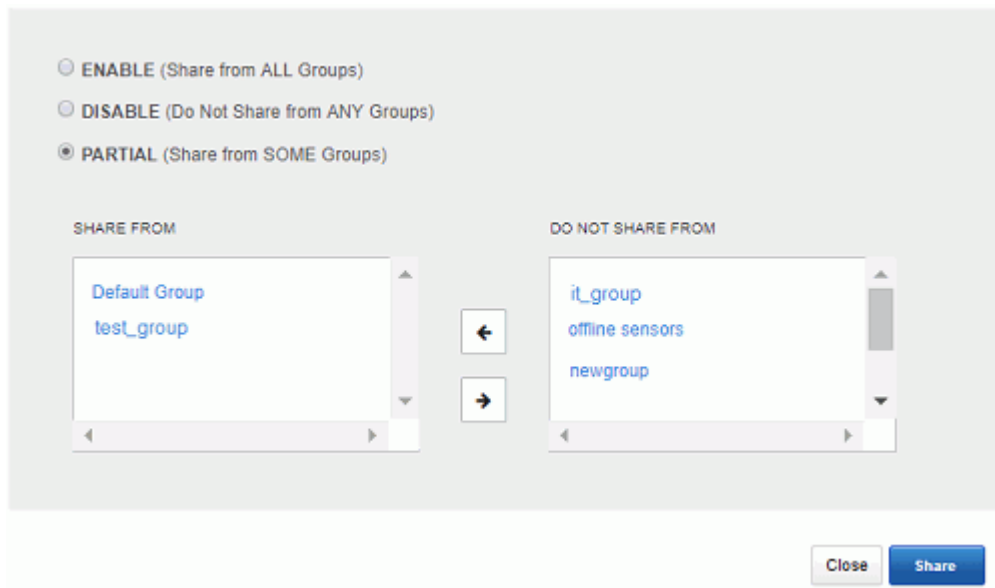 ENABLE (Share from ALL Groups)
DISABLE (Do Not Share from ANY Groups)
PARTIAL (Share from SOME Groups)
SHARE FROM
Default Group
test_group
DO NOT SHARE FROM
it_group
offline sensors
newgroup
Close
Share